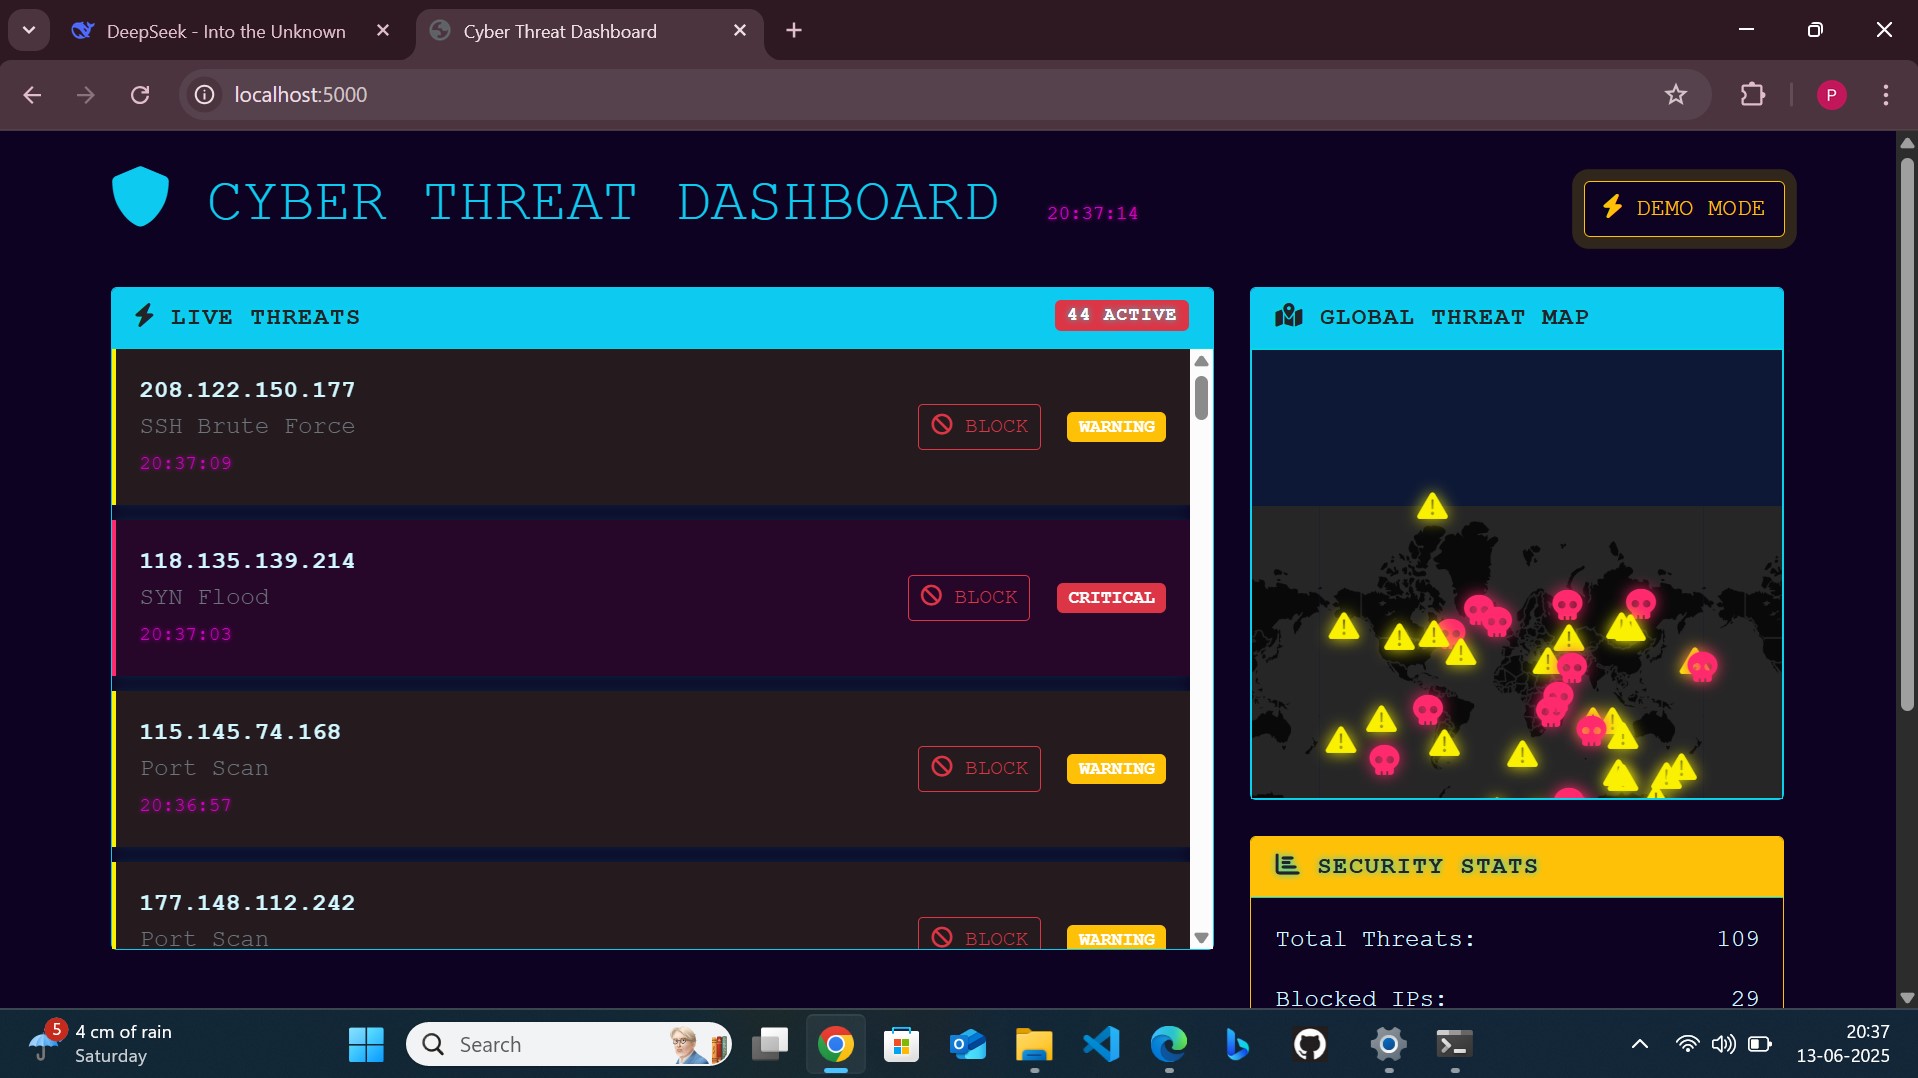 DeepSeek - Into the Unknown
Cyber Threat Dashboard
localhost:5000
P
CYBER THREAT DASHBOARD
20:37:14
DEMO MODE
LIVE THREATS
44 ACTIVE
208.122.150.177
SSH Brute Force
20:37:09
BLOCK
WARNING
118.135.139.214
SYN Flood
20:37:03
BLOCK
CRITICAL
115.145.74.168
Port Scan
20:36:57
BLOCK
WARNING
177.148.112.242
Port Scan
BLOCK
WARNING
GLOBAL THREAT MAP
SECURITY STATS
Total Threats: 109
Blocked IPs: 29
5
4 cm of rain
Saturday
Search
20:37
13-06-2025